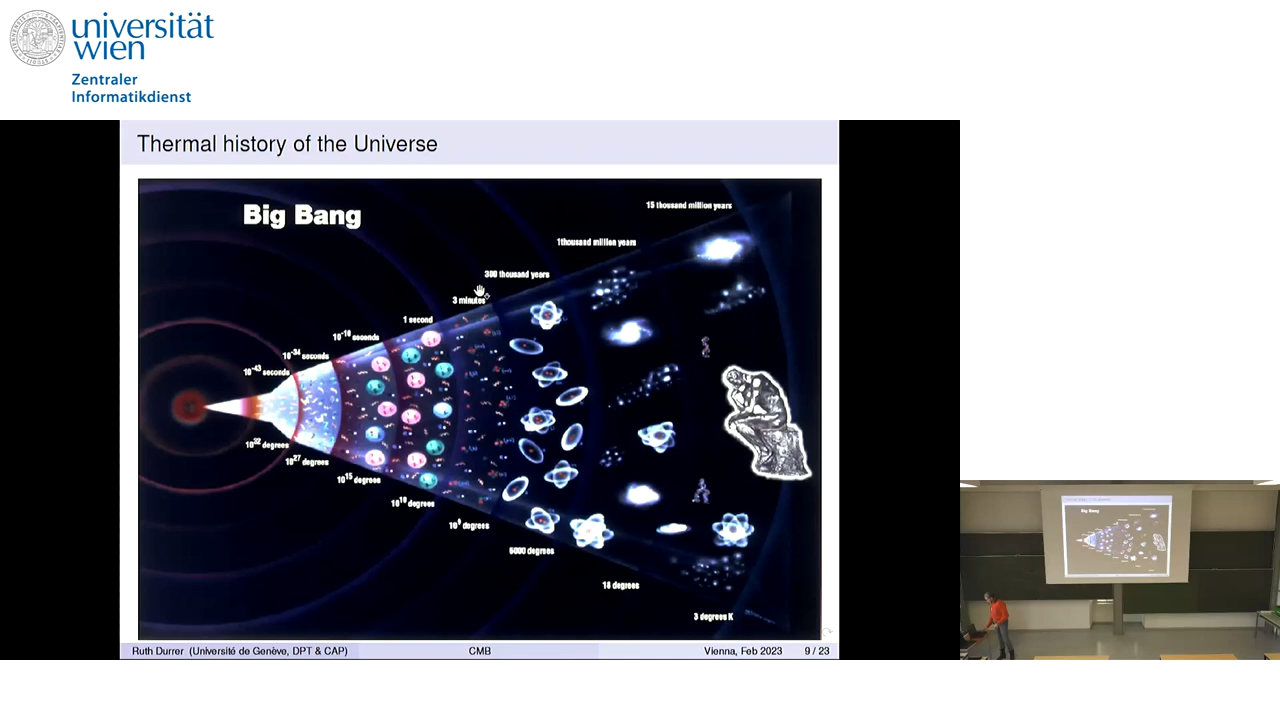 universität
wien
Zentraler
Informatikdienst
Thermal history of the Universe
Big Bang
15 thousand million years
1thousand million years
300 thousand years
3 minutes
1 second
10-10 seconds
10-34 seconds
10-43 seconds
1032 degrees
1027 degrees
1015 degrees
1010 degrees
109 degrees
6000 degrees
18 degrees
3 degrees K
Ruth Durrer (Université de Genève, DPT & CAP) CMB Vienna, Feb 2023 9 / 23
Big Bang